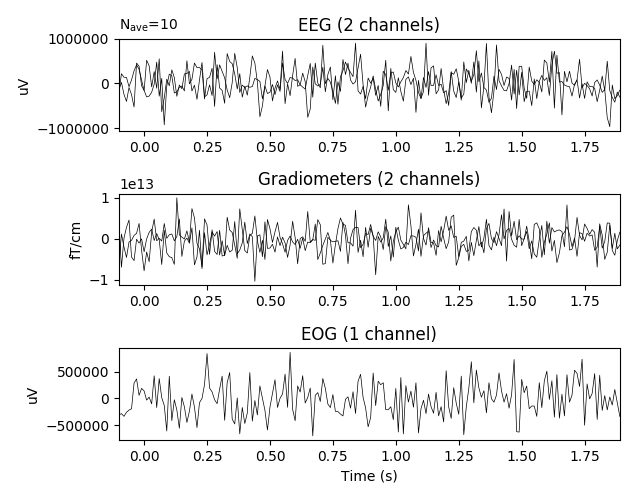 N_ave=10
EEG (2 channels)
1000000
0
−1000000
uV
0.00 0.25 0.50 0.75 1.00 1.25 1.50 1.75
1e13
Gradiometers (2 channels)
1
0
−1
fT/cm
0.00 0.25 0.50 0.75 1.00 1.25 1.50 1.75
EOG (1 channel)
500000
0
−500000
uV
0.00 0.25 0.50 0.75 1.00 1.25 1.50 1.75
Time (s)